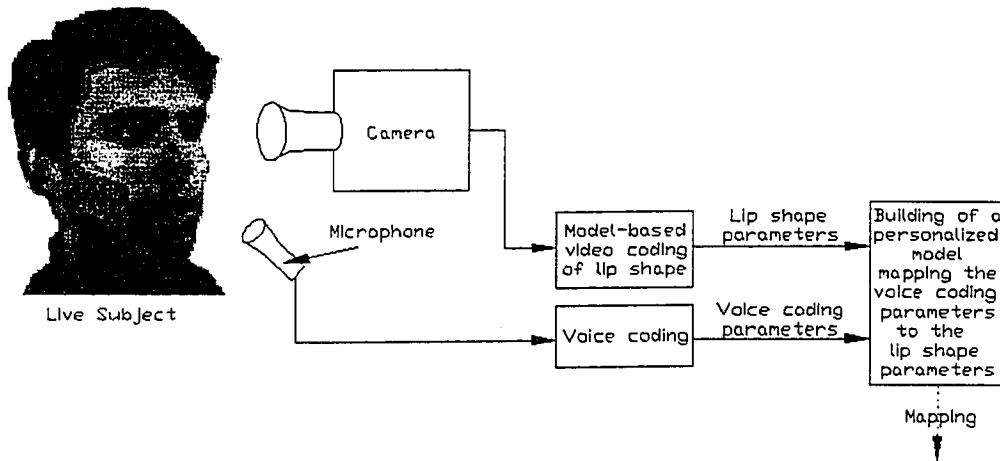 Camera
Microphone
Live Subject
Model-based
video coding
of lip shape
Lip shape
parameters
Voice coding
Voice coding
parameters
Building of a
personalized
model
mapping the
voice coding
parameters
to the
lip shape
parameters
Mapping